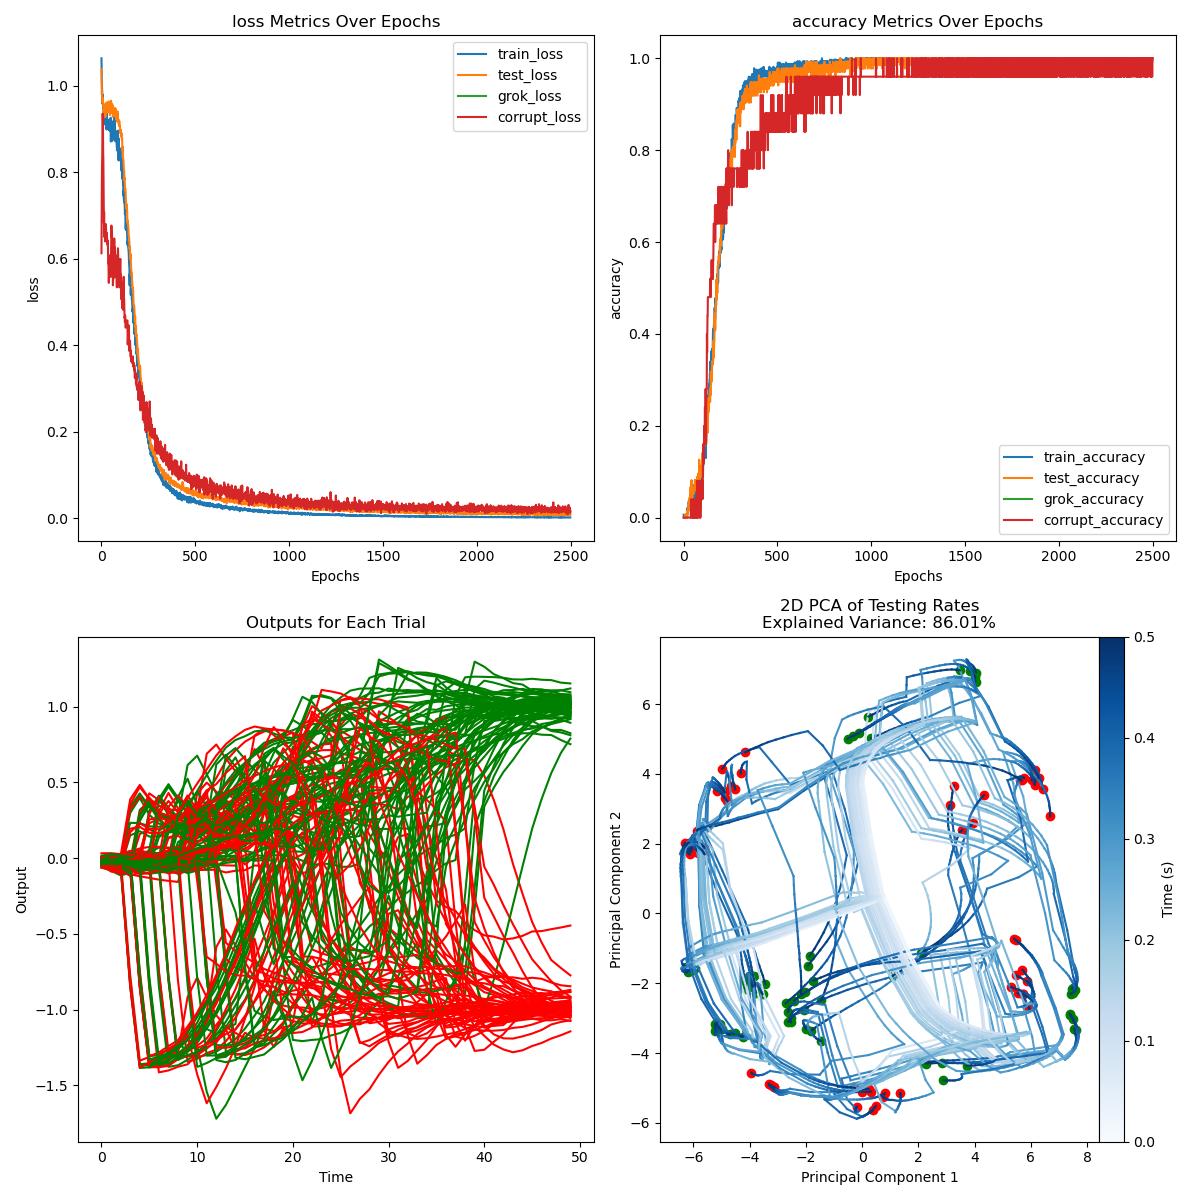 loss Metrics Over Epochs
loss
1.0
0.8
0.6
0.4
0.2
0.0
train_loss
test_loss
grok_loss
corrupt_loss
0
500
1000
1500
2000
2500
Epochs
accuracy Metrics Over Epochs
accuracy
1.0
0.8
0.6
0.4
0.2
0.0
train_accuracy
test_accuracy
grok_accuracy
corrupt_accuracy
0
500
1000
1500
2000
2500
Epochs
Outputs for Each Trial
Output
1.0
0.5
0.0
−0.5
−1.0
−1.5
0
10
20
30
40
50
Time
2D PCA of Testing Rates
Explained Variance: 86.01%
Principal Component 2
6
4
2
0
−2
−4
−6
−6
−4
−2
0
2
4
6
8
Principal Component 1
0.5
0.4
0.3
0.2
0.1
0.0
Time (s)